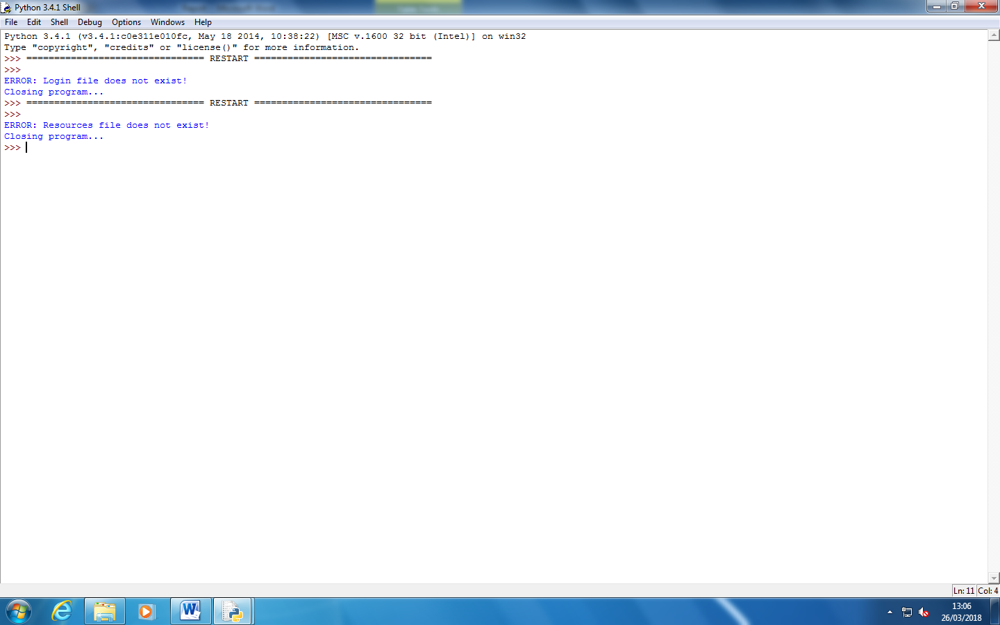 Python 3.4.1 Shell
File Edit Shell Debug Options Windows Help
Python 3.4.1 (v3.4.1:c0e311e010fc, May 18 2014, 10:38:22) [MSC v.1600 32 bit (Intel)] on win32
Type "copyright", "credits" or "license()" for more information.
>>> ================================ RESTART ================================
>>>
ERROR: Login file does not exist!
Closing program...
>>> ================================ RESTART ================================
>>>
ERROR: Resources file does not exist!
Closing program...
>>>
Ln: 11 Col: 4
13:06
26/03/2018